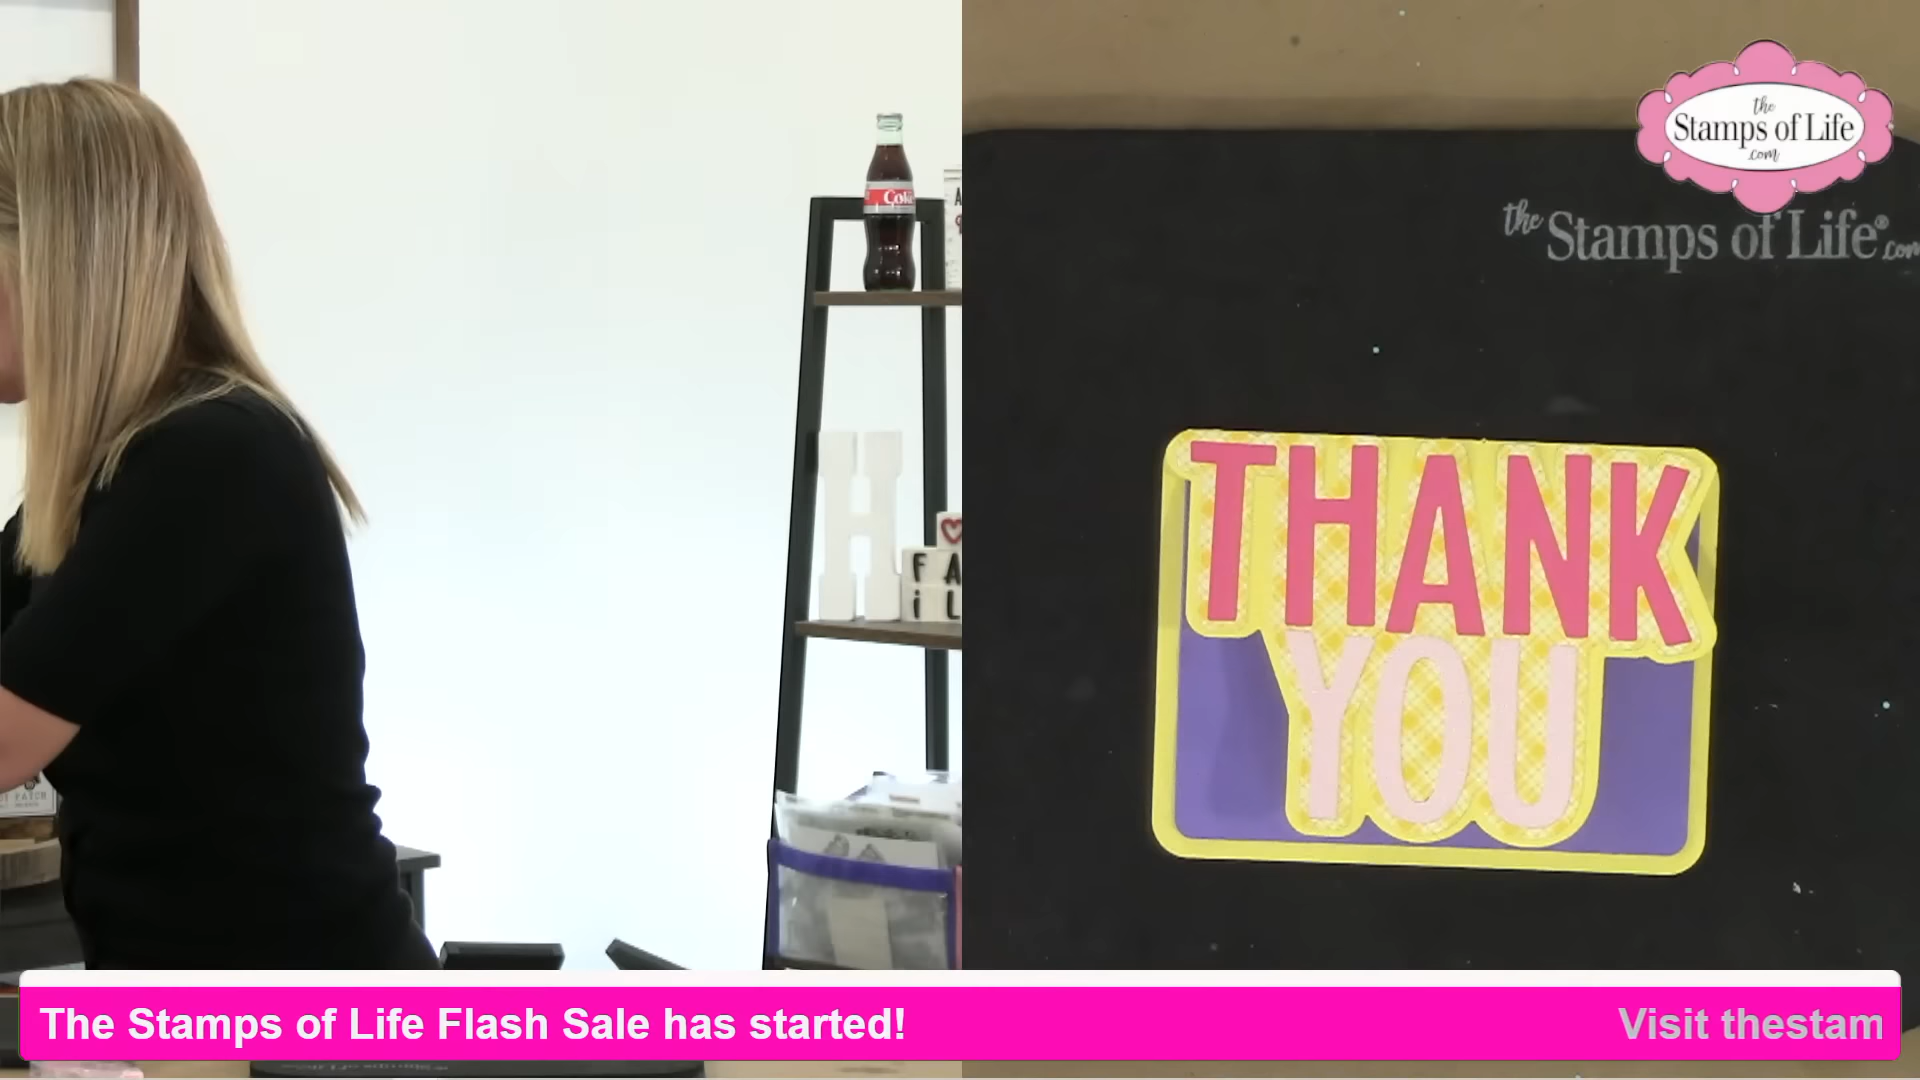 Coke
F A
i L
the
Stamps of Life
.com
the
Stamps of Life®.com
THANK
YOU
The Stamps of Life Flash Sale has started!
Visit thestam